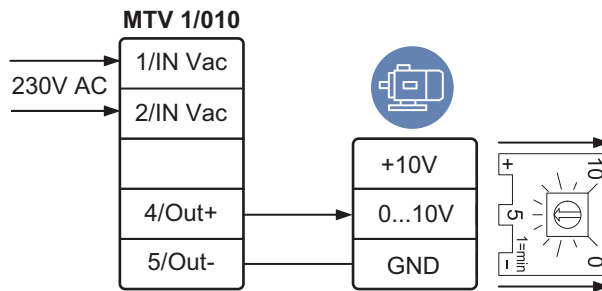 MTV 1/010
1/IN Vac
230V AC
2/IN Vac
+10V
4/Out+
0...10V
5/Out-
GND
+
5
-
1=min
10
0